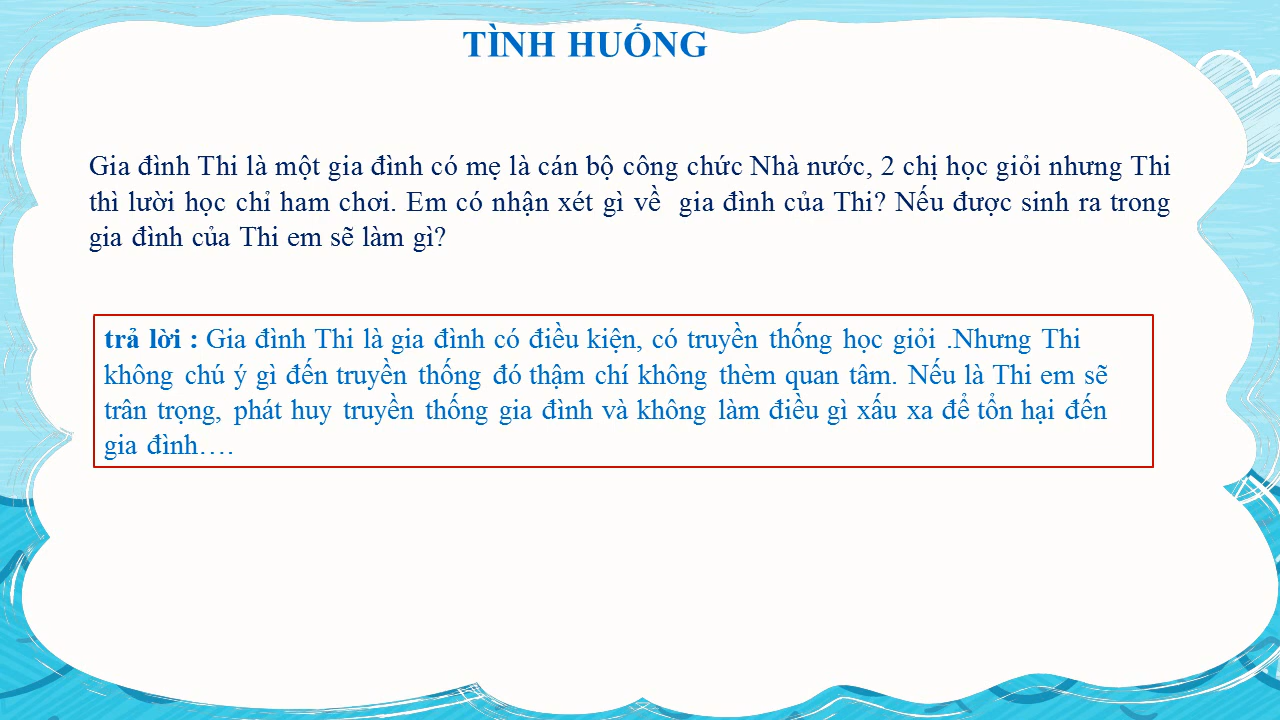 TÌNH HUỐNG
Gia đình Thi là một gia đình có mẹ là cán bộ công chức Nhà nước, 2 chị học giỏi nhưng Thi
thì lười học chỉ ham chơi. Em có nhận xét gì về  gia đình của Thi? Nếu được sinh ra trong
gia đình của Thi em sẽ làm gì?
trả lời : Gia đình Thi là gia đình có điều kiện, có truyền thống học giỏi .Nhưng Thi
không chú ý gì đến truyền thống đó thậm chí không thèm quan tâm. Nếu là Thi em sẽ
trân trọng, phát huy truyền thống gia đình và không làm điều gì xấu xa để tổn hại đến
gia đình….